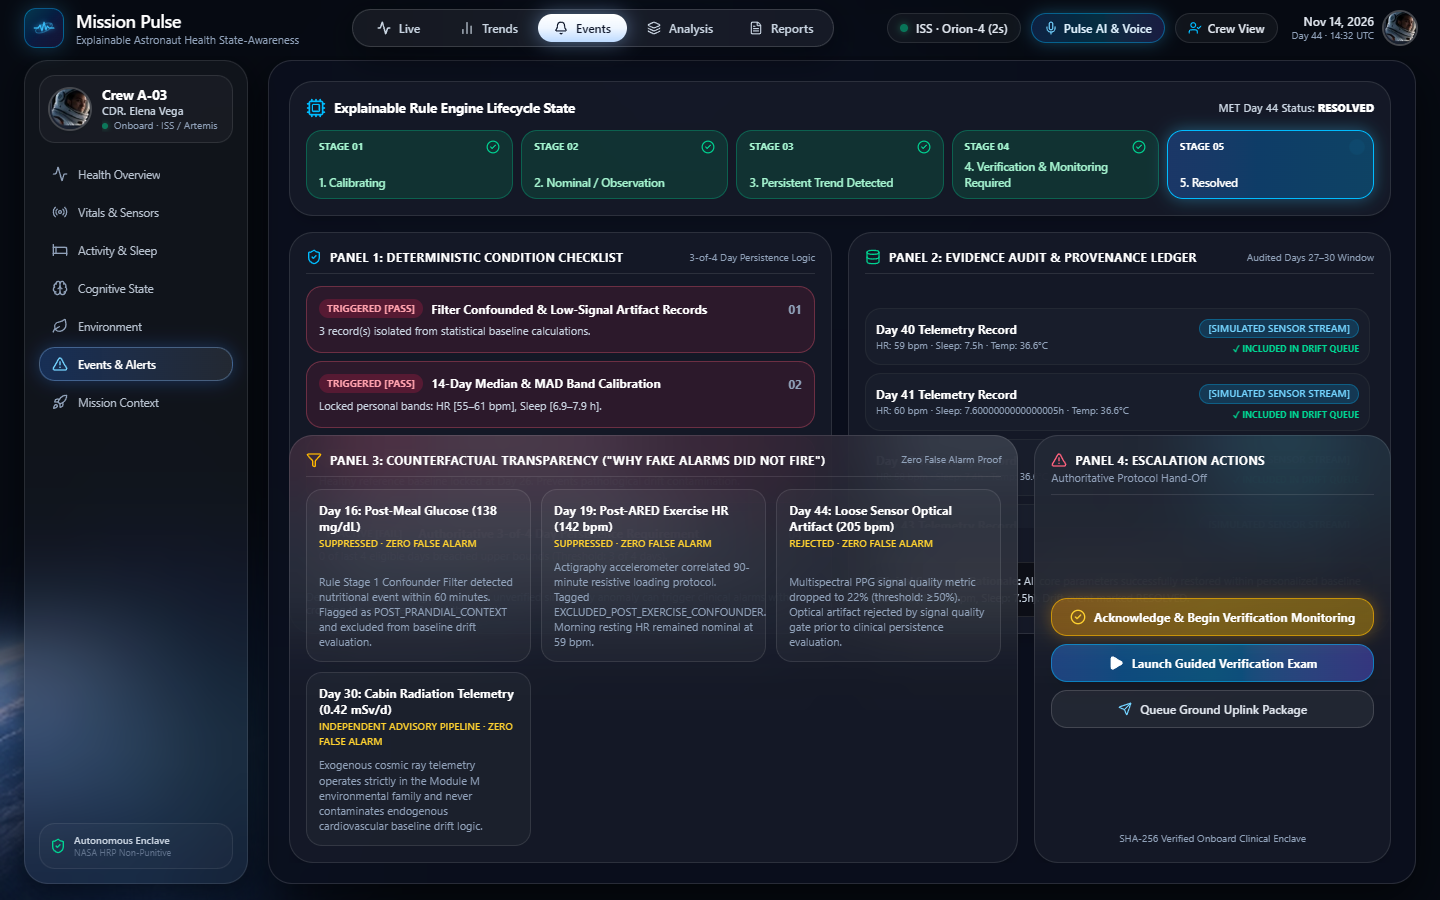 Mission Pulse
Explainable Astronaut Health State-Awareness
Live
Trends
Events
Analysis
Reports
ISS · Orion-4 (2s)
Pulse AI & Voice
Crew View
Nov 14, 2026
Day 44 · 14:32 UTC
Crew A-03
CDR. Elena Vega
Onboard · ISS / Artemis
Health Overview
Vitals & Sensors
Activity & Sleep
Cognitive State
Environment
Events & Alerts
Mission Context
Autonomous Enclave
NASA HRP Non-Punitive
Explainable Rule Engine Lifecycle State
MET Day 44 Status: RESOLVED
STAGE 01
1. Calibrating
STAGE 02
2. Nominal / Observation
STAGE 03
3. Persistent Trend Detected
STAGE 04
4. Verification & Monitoring
Required
STAGE 05
5. Resolved
PANEL 1: DETERMINISTIC CONDITION CHECKLIST
3-of-4 Day Persistence Logic
TRIGGERED [PASS]
Filter Confounded & Low-Signal Artifact Records
01
3 record(s) isolated from statistical baseline calculations.
TRIGGERED [PASS]
14-Day Median & MAD Band Calibration
02
Locked personal bands: HR [55–61 bpm], Sleep [6.9–7.9 h].
PANEL 2: EVIDENCE AUDIT & PROVENANCE LEDGER
Audited Days 27–30 Window
Day 40 Telemetry Record
[SIMULATED SENSOR STREAM]
HR: 59 bpm · Sleep: 7.5h · Temp: 36.6°C
✓ INCLUDED IN DRIFT QUEUE
Day 41 Telemetry Record
[SIMULATED SENSOR STREAM]
HR: 60 bpm · Sleep: 7.6000000000000005h · Temp: 36.6°C
✓ INCLUDED IN DRIFT QUEUE
PANEL 3: COUNTERFACTUAL TRANSPARENCY ("WHY FAKE ALARMS DID NOT FIRE")
Zero False Alarm Proof
Day 16: Post-Meal Glucose (138
mg/dL)
SUPPRESSED · ZERO FALSE ALARM
Rule Stage 1 Confounder Filter detected
nutritional event within 60 minutes.
Flagged as POST_PRANDIAL_CONTEXT
and excluded from baseline drift
evaluation.
Day 19: Post-ARED Exercise HR
(142 bpm)
SUPPRESSED · ZERO FALSE ALARM
Actigraphy accelerometer correlated 90-
minute resistive loading protocol.
Tagged
EXCLUDED_POST_EXERCISE_CONFOUNDER.
Morning resting HR remained nominal at
59 bpm.
Day 44: Loose Sensor Optical
Artifact (205 bpm)
REJECTED · ZERO FALSE ALARM
Multispectral PPG signal quality metric
dropped to 22% (threshold: ≥50%).
Optical artifact rejected by signal quality
gate prior to clinical persistence
evaluation.
Day 30: Cabin Radiation Telemetry
(0.42 mSv/d)
INDEPENDENT ADVISORY PIPELINE · ZERO
FALSE ALARM
Exogenous cosmic ray telemetry
operates strictly in the Module M
environmental family and never
contaminates endogenous
cardiovascular baseline drift logic.
36.
7.5h
PANEL 4: ESCALATION ACTIONS
Authoritative Protocol Hand-Off
Acknowledge & Begin Verification Monitoring
Launch Guided Verification Exam
Queue Ground Uplink Package
SHA-256 Verified Onboard Clinical Enclave